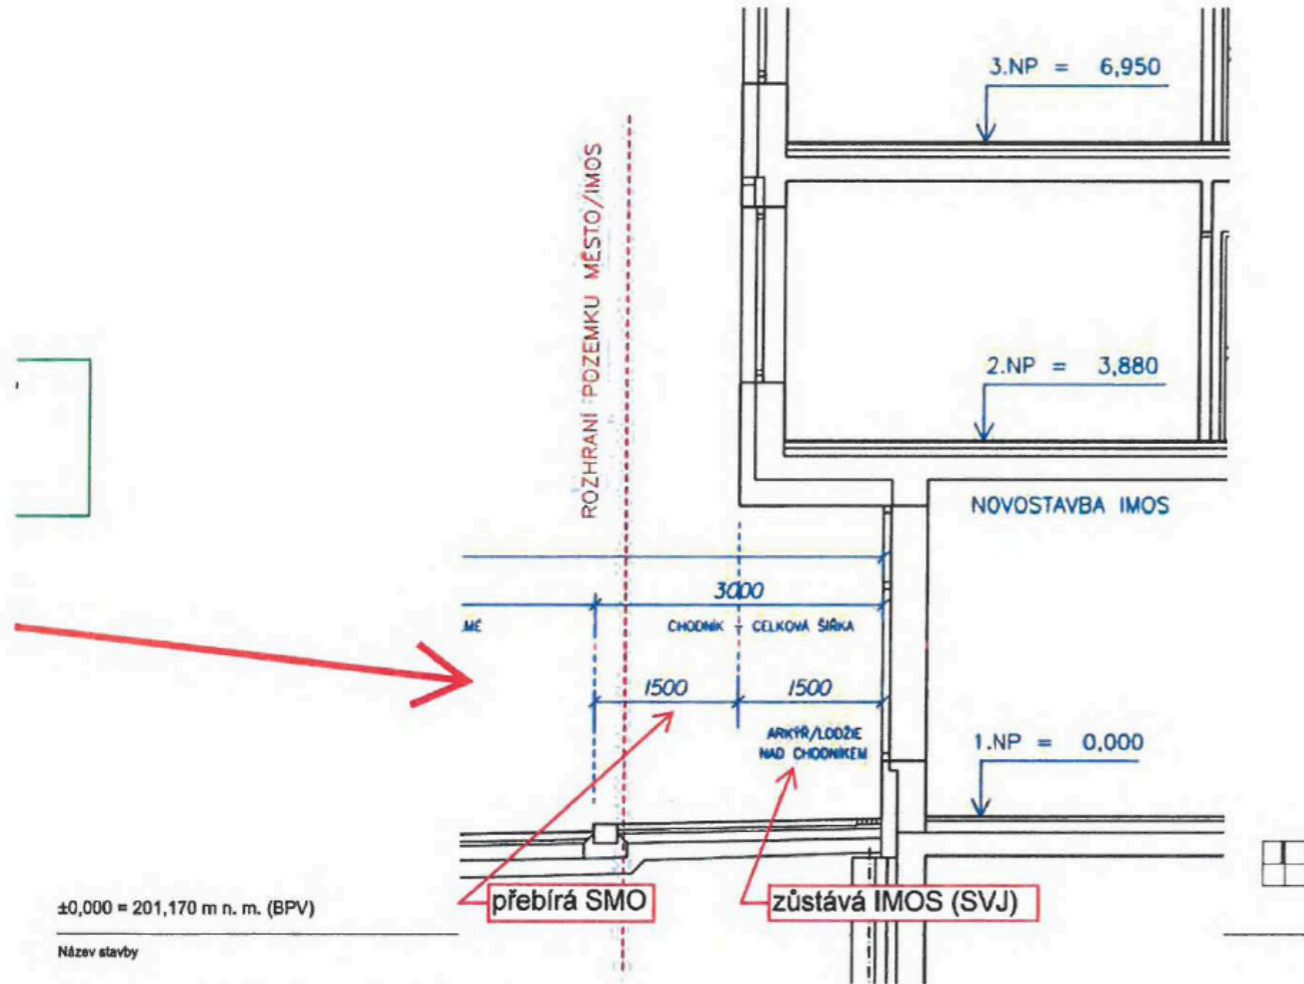 3.NP = 6,950
ROZHRANÍ POZEMKU MĚSTO/IMOS
2.NP = 3,880
NOVOSTAVBA IMOS
3000
.MÉ
CHODNÍK - CELKOVÁ ŠÍŘKA
1500
1500
ARKÝŘ/LODŽIE
NAD CHODNÍKEM
1.NP = 0,000
přebírá SMO
zůstává IMOS (SVJ)
±0,000 = 201,170 m n. m. (BPV)
Název stavby